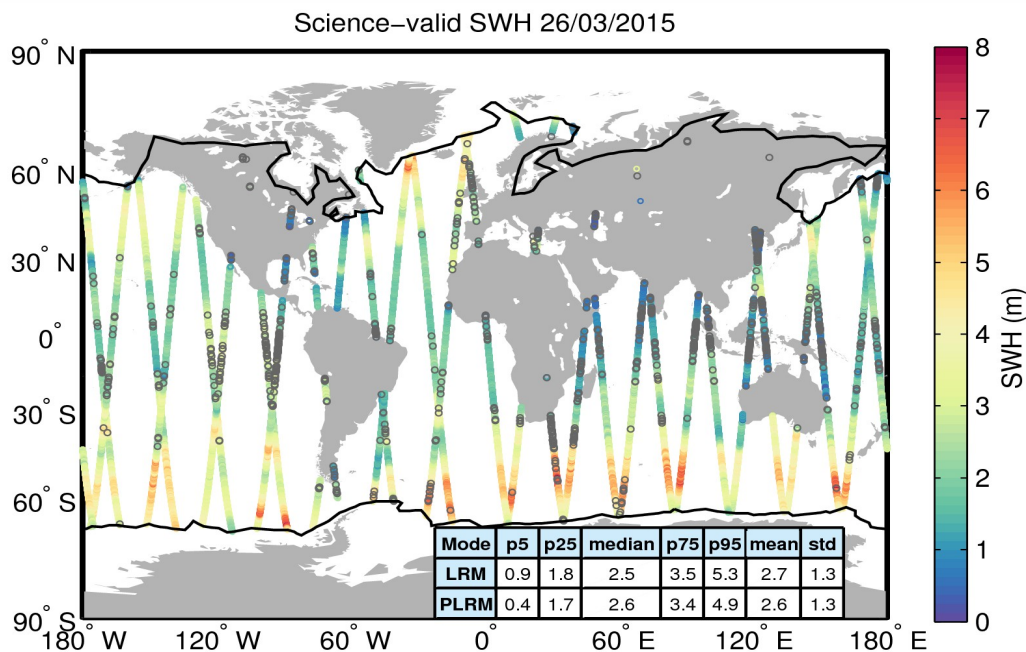 Science−valid SWH 26/03/2015
90° N
60° N
30° N
0°
30° S
60° S
90° S
180° W
120° W
60° W
0°
60° E
120° E
180° E
8
7
6
5
4
3
2
1
0
SWH (m)
Mode p5 p25 median p75 p95 mean std
LRM 0.9 1.8 2.5 3.5 5.3 2.7 1.3
PLRM 0.4 1.7 2.6 3.4 4.9 2.6 1.3